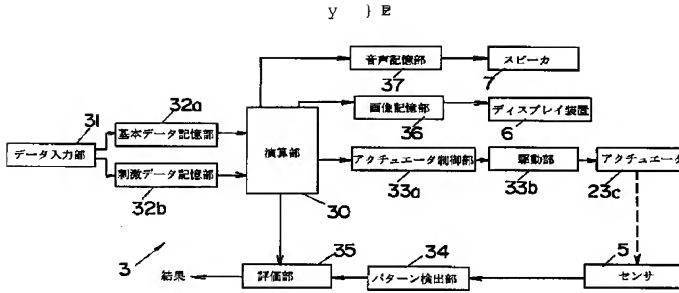 y } E
音声記憶部
スピーカ
37
7
32a
31
基本データ記憶部
画像記憶部
ディスプレイ装置
36
6
データ入力部
演算部
刺激データ記憶部
アクチュエータ制御部
駆動部
アクチュエータ
32b
33a
33b
23c
30
35
34
5
3
結果
評価部
パターン検出部
センサ